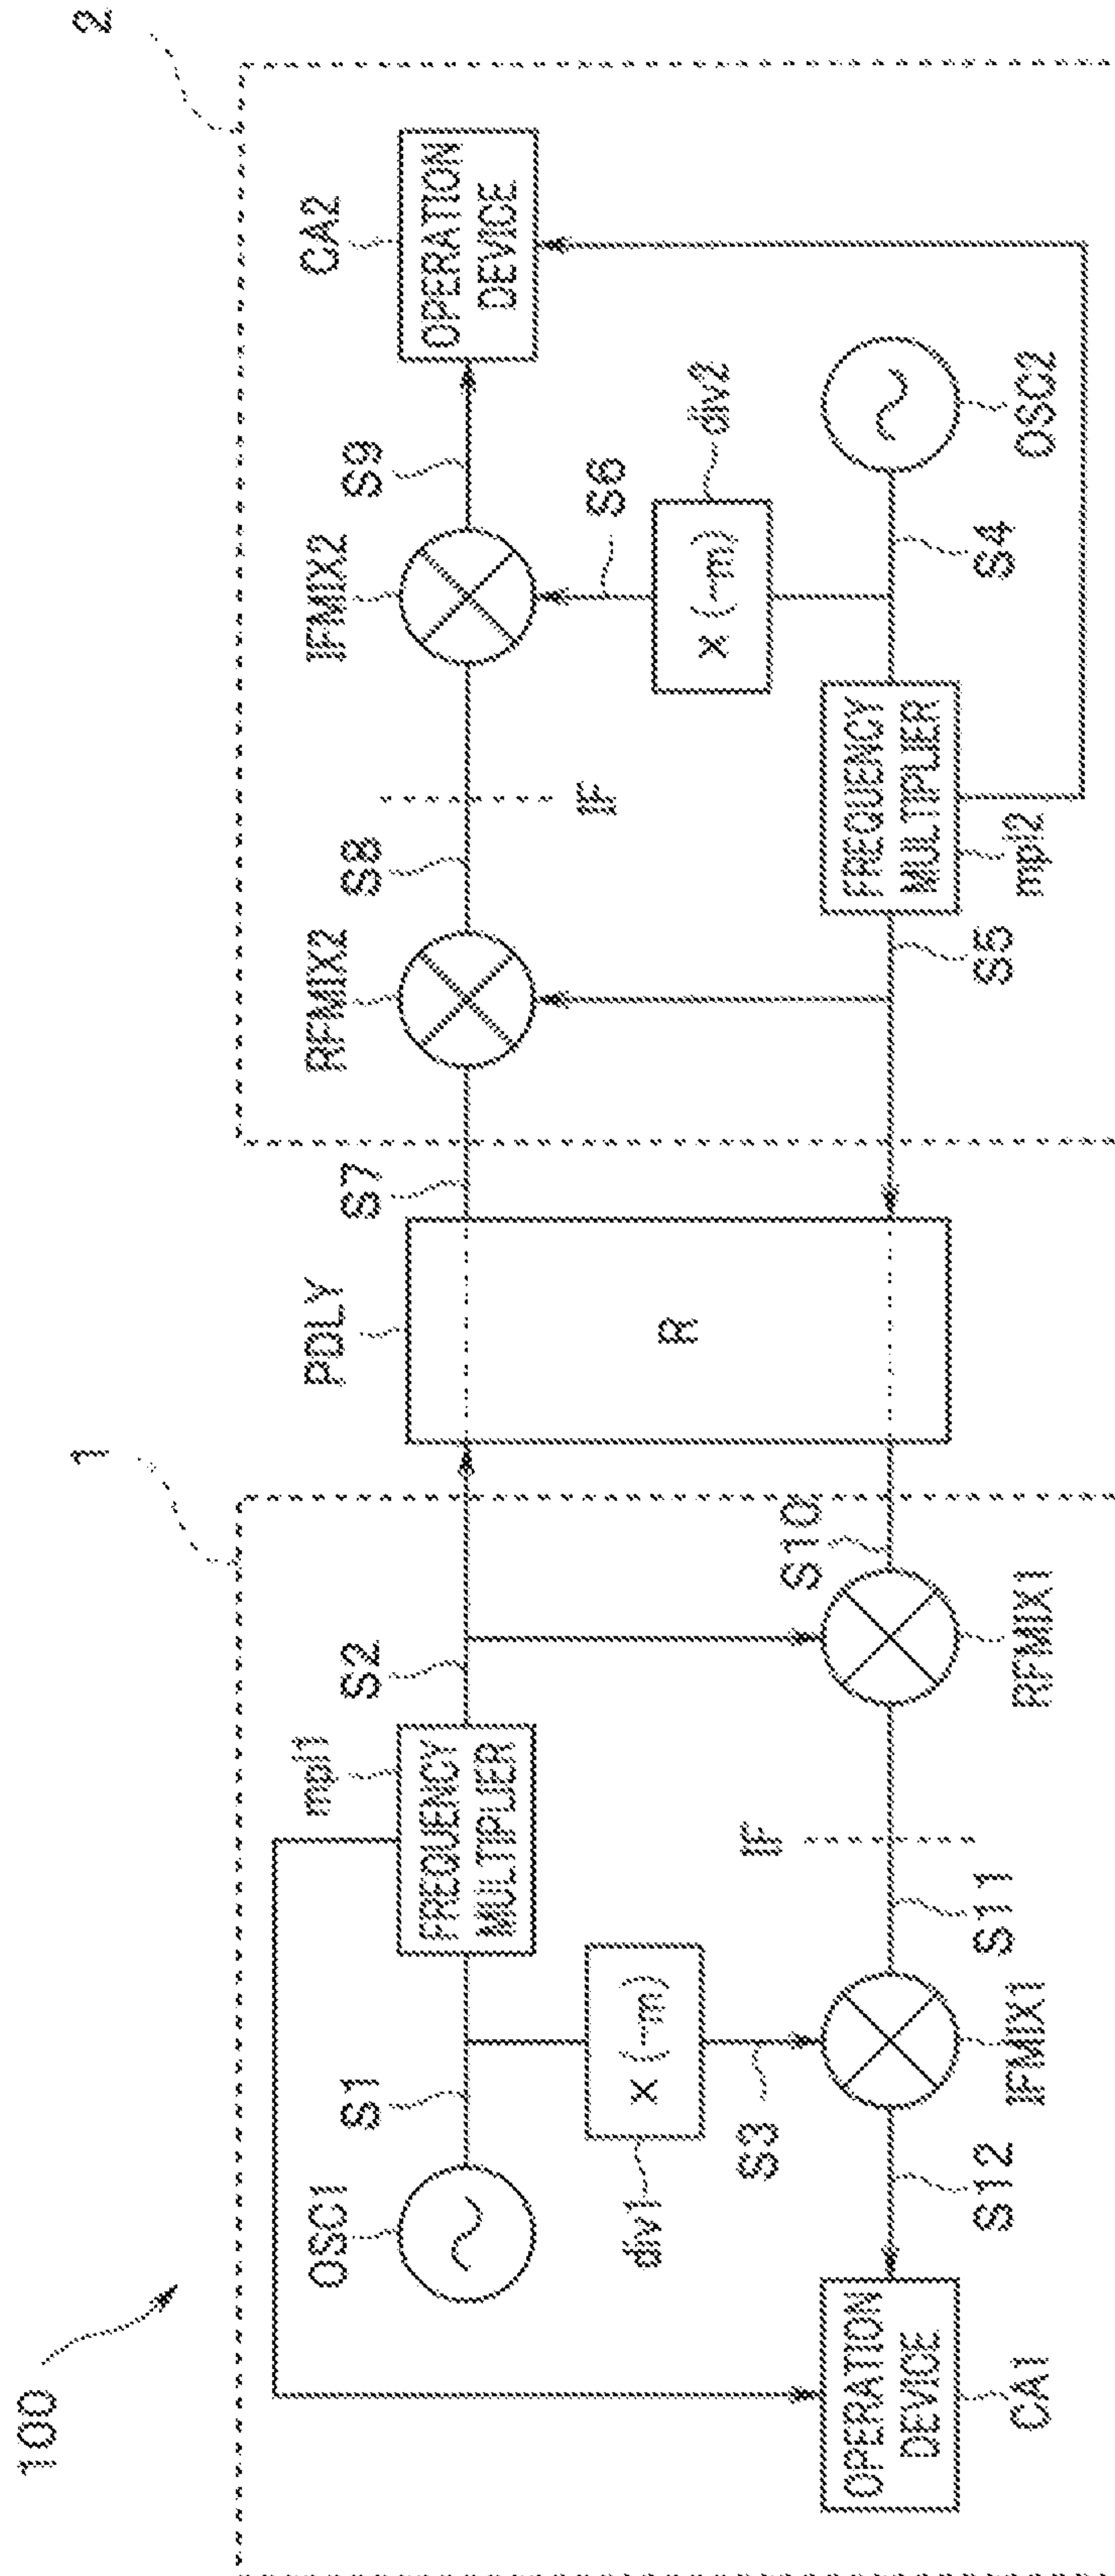 100
1
2
OSC1
S1
mpl1
FREQUENCY
MULTIPLIER
S2
PDLY
S7
RFMIX2
S8
IF
IFMIX2
S9
CA2
OPERATION
DEVICE
div1
x (-m)
S3
R
S6
x (-m)
div2
OPERATION
DEVICE
CA1
S12
IFMIX1
S11
IF
RFMIX1
S10
S5
FREQUENCY
MULTIPLIER
mpl2
S4
OSC2